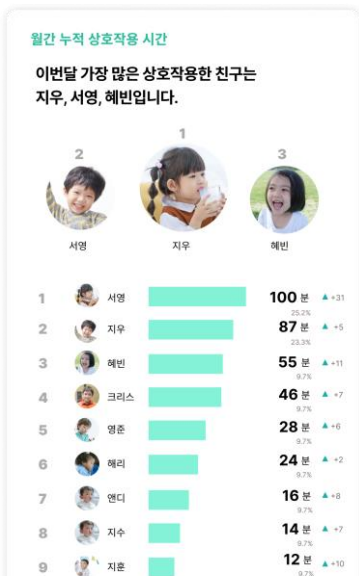 월간 누적 상호작용 시간
이번달 가장 많은 상호작용한 친구는
지우, 서영, 혜빈입니다.
1
2
3
서영
지우
혜빈
1 서영 100 분 ▲ +31
25.2%
2 지우 87 분 ▲ +5
23.3%
3 혜빈 55 분 ▲ +11
9.7%
4 크리스 46 분 ▲ +7
9.7%
5 영준 28 분 ▲ +6
9.7%
6 해리 24 분 ▲ +2
9.7%
7 앤디 16 분 ▲ +8
9.7%
8 지수 14 분 ▲ +7
9.7%
9 지훈 12 분 ▲ +10
9.7%